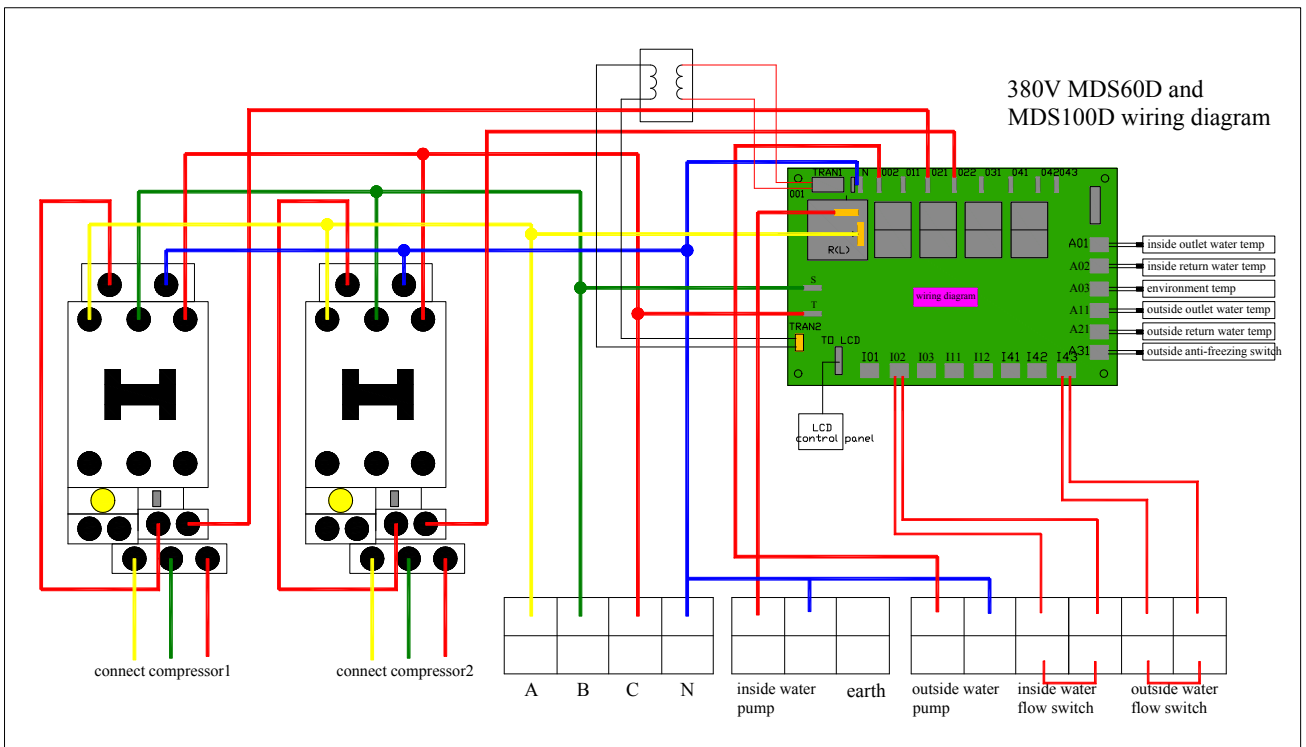 380V MDS60D and
MDS100D wiring diagram
TRAN1
N
002
011
021
022
031
041
042
043
001
R(L)
S
T
TRAN2
TO LCD
wiring diagram
A01
inside outlet water temp
A02
inside return water temp
A03
environment temp
A11
outside outlet water temp
A21
outside return water temp
A31
outside anti-freezing switch
I01
I02
I03
I11
I12
I41
I42
I43
LCD
control panel
connect compressor1
connect compressor2
A
B
C
N
inside water
pump
earth
outside water
pump
inside water
flow switch
outside water
flow switch